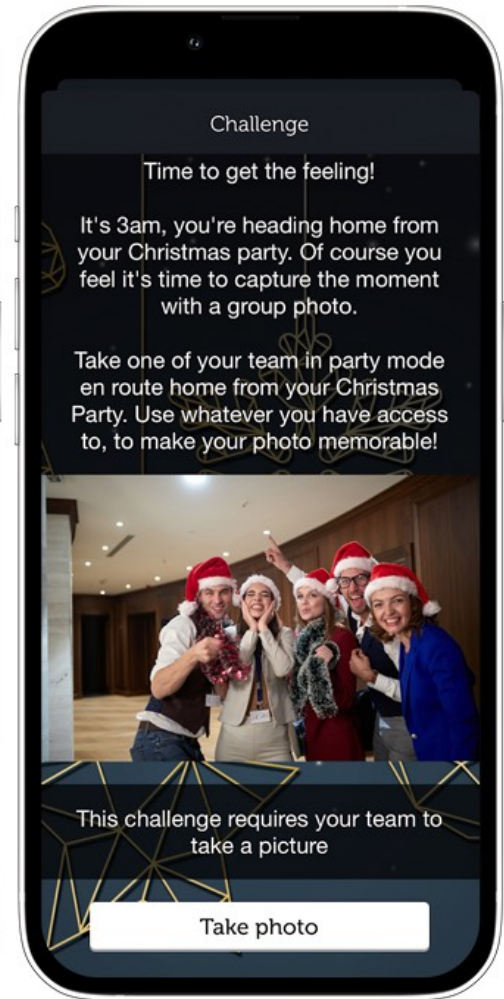 Challenge
Time to get the feeling!
It's 3am, you're heading home from
your Christmas party. Of course you
feel it's time to capture the moment
with a group photo.
Take one of your team in party mode
en route home from your Christmas
Party. Use whatever you have access
to, to make your photo memorable!
This challenge requires your team to
take a picture
Take photo